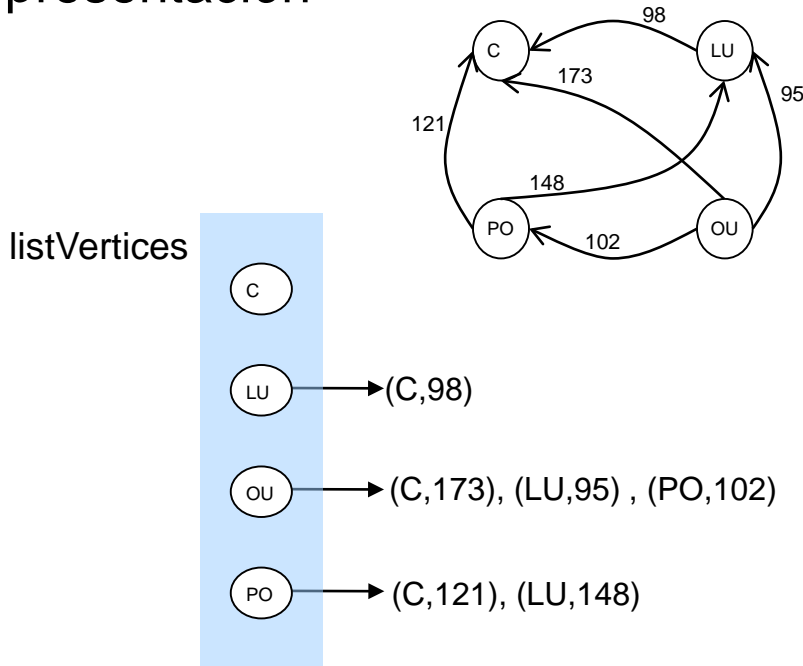 98
C
LU
173
95
121
148
PO
102
OU
listVertices
C
LU
(C,98)
OU
(C,173), (LU,95) , (PO,102)
PO
(C,121), (LU,148)